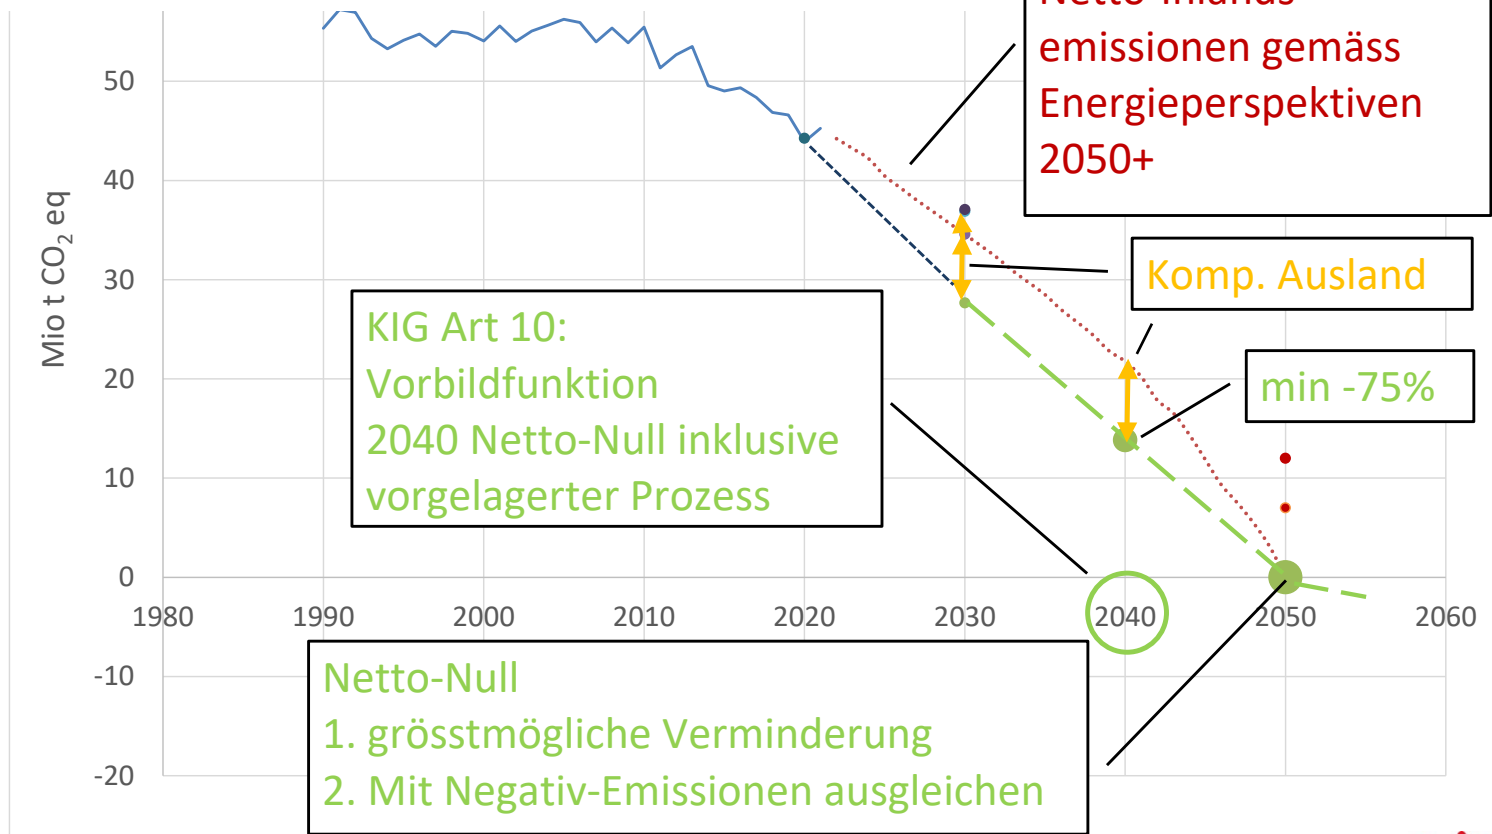 Netto-Inlands-
emissionen gemäss
Energieperspektiven
2050+
50
40
30
20
10
0
-10
-20
Mio t CO₂ eq
Komp. Ausland
min -75%
KIG Art 10:
Vorbildfunktion
2040 Netto-Null inklusive
vorgelagerter Prozess
1980 1990 2000 2010 2020 2030 2040 2050 2060
Netto-Null
1. grösstmögliche Verminderung
2. Mit Negativ-Emissionen ausgleichen